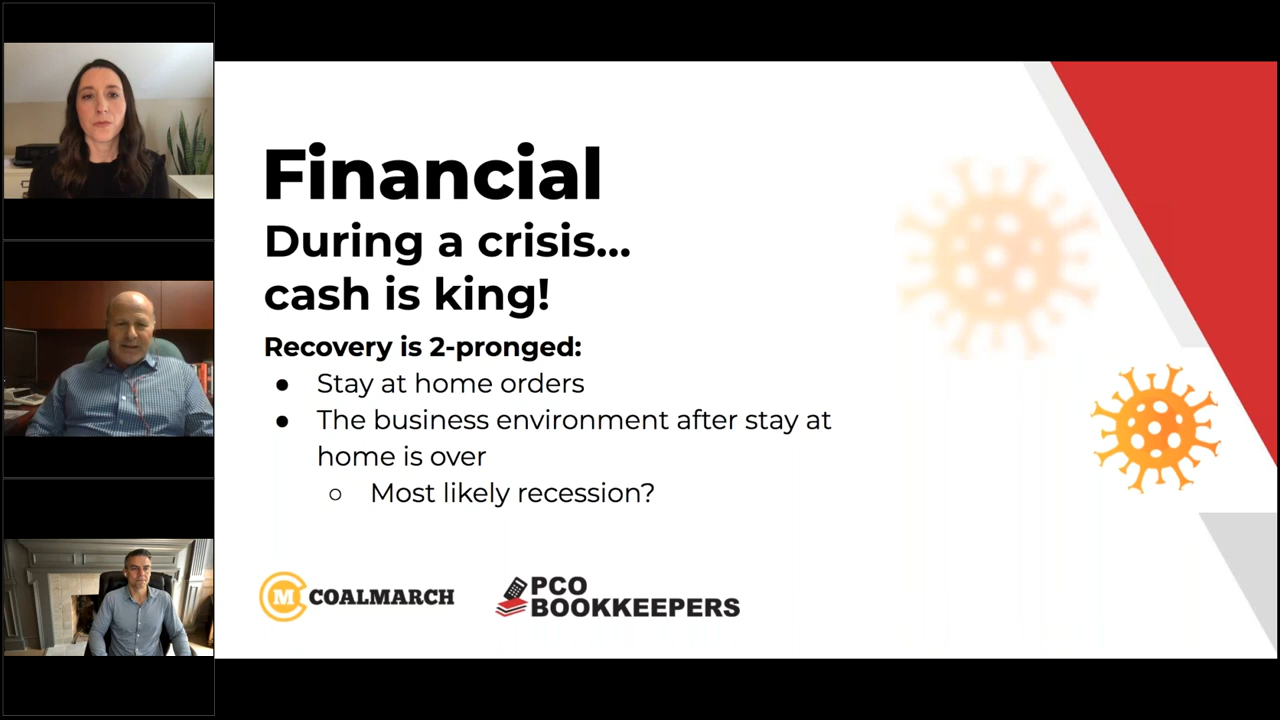 Financial
During a crisis...
cash is king!
Recovery is 2-pronged:
● Stay at home orders
● The business environment after stay at
home is over
○ Most likely recession?
M COALMARCH
PCO
BOOKKEEPERS